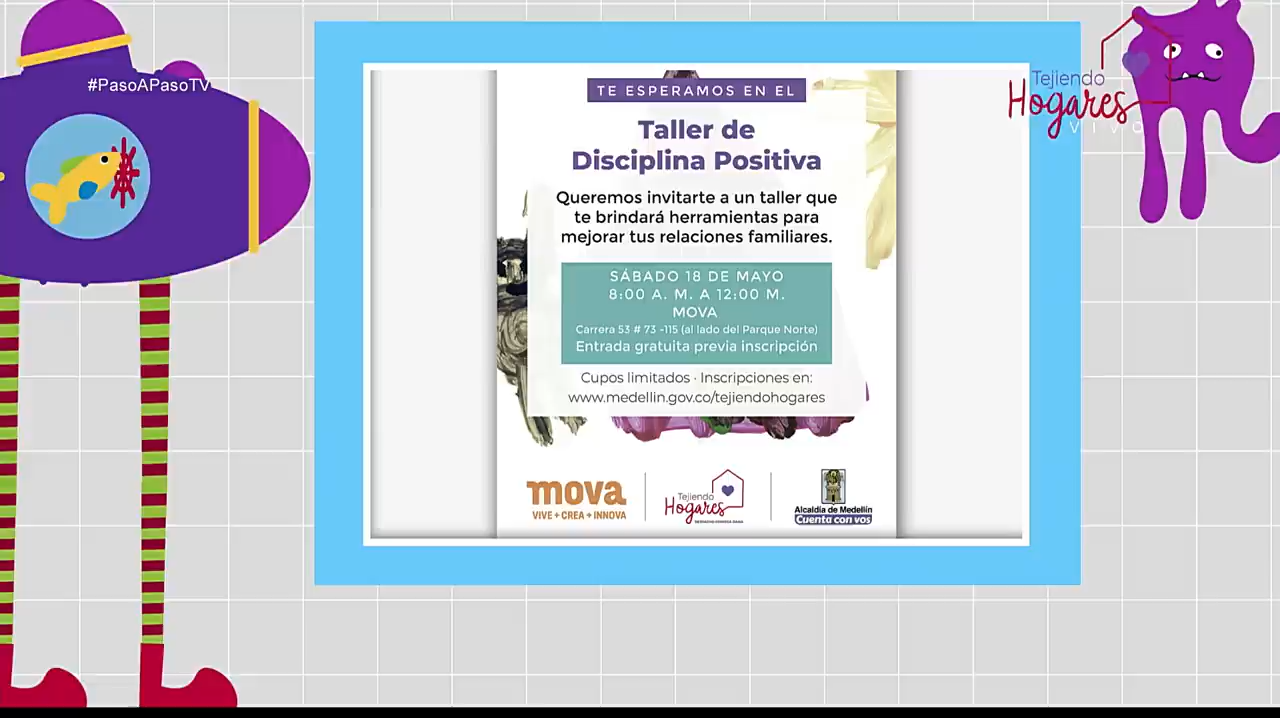 #PasoAPasoTV
Tejiendo
Hogares
VIVO
TE ESPERAMOS EN EL
Taller de
Disciplina Positiva
Queremos invitarte a un taller que
te brindará herramientas para
mejorar tus relaciones familiares.
SÁBADO 18 DE MAYO
8:00 A. M. A 12:00 M.
MOVA
Carrera 53 # 73 -115 (al lado del Parque Norte)
Entrada gratuita previa inscripción
Cupos limitados · Inscripciones en:
www.medellin.gov.co/tejiendohogares
mova
VIVE + CREA + INNOVA
Tejiendo
Hogares
Alcaldía de Medellín
Cuenta con vos